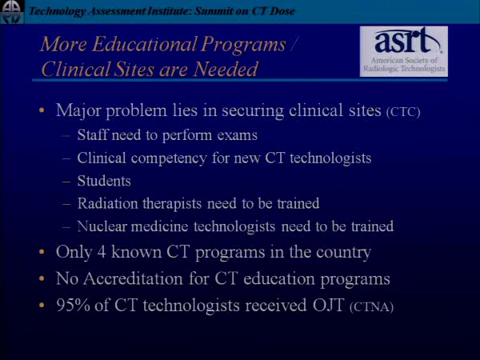 Technology Assessment Institute: Summit on CT Dose
More Educational Programs /
Clinical Sites are Needed
asrt
American Society of
Radiologic Technologists
• Major problem lies in securing clinical sites (CTC)
– Staff need to perform exams
– Clinical competency for new CT technologists
– Students
– Radiation therapists need to be trained
– Nuclear medicine technologists need to be trained
• Only 4 known CT programs in the country
• No Accreditation for CT education programs
• 95% of CT technologists received OJT (CTNA)